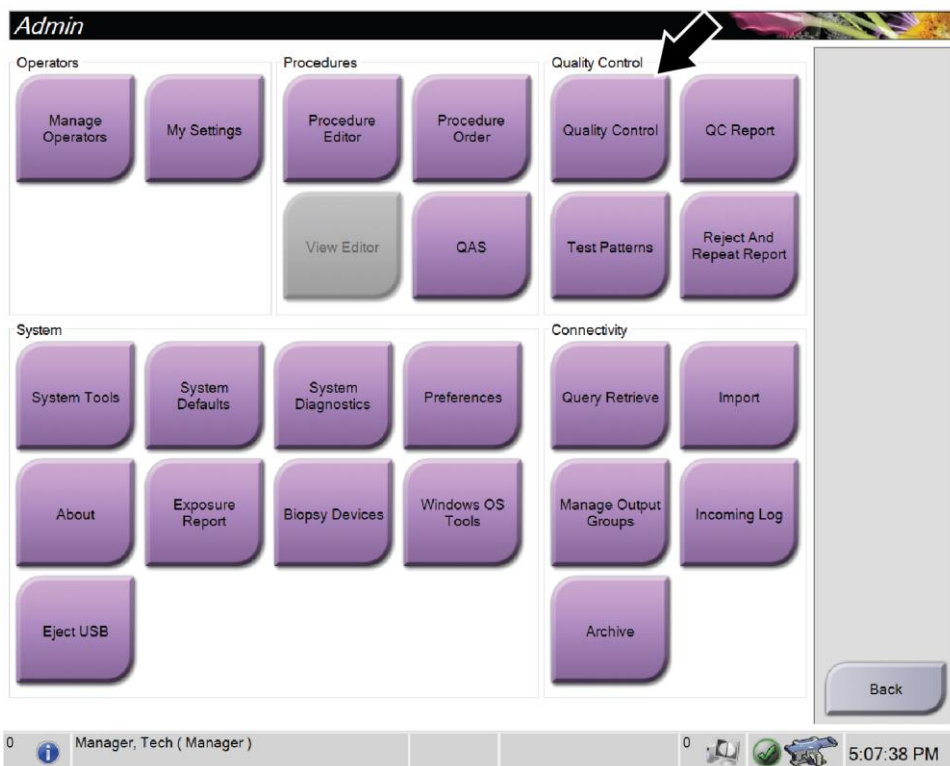 Admin
Operators
Manage
Operators
My Settings
Procedures
Procedure
Editor
Procedure
Order
View Editor
QAS
Quality Control
Quality Control
QC Report
Test Patterns
Reject And
Repeat Report
System
System Tools
System
Defaults
System
Diagnostics
Preferences
About
Exposure
Report
Biopsy Devices
Windows OS
Tools
Eject USB
Connectivity
Query Retrieve
Import
Manage Output
Groups
Incoming Log
Archive
Back
0
Manager, Tech ( Manager )
0
5:07:38 PM